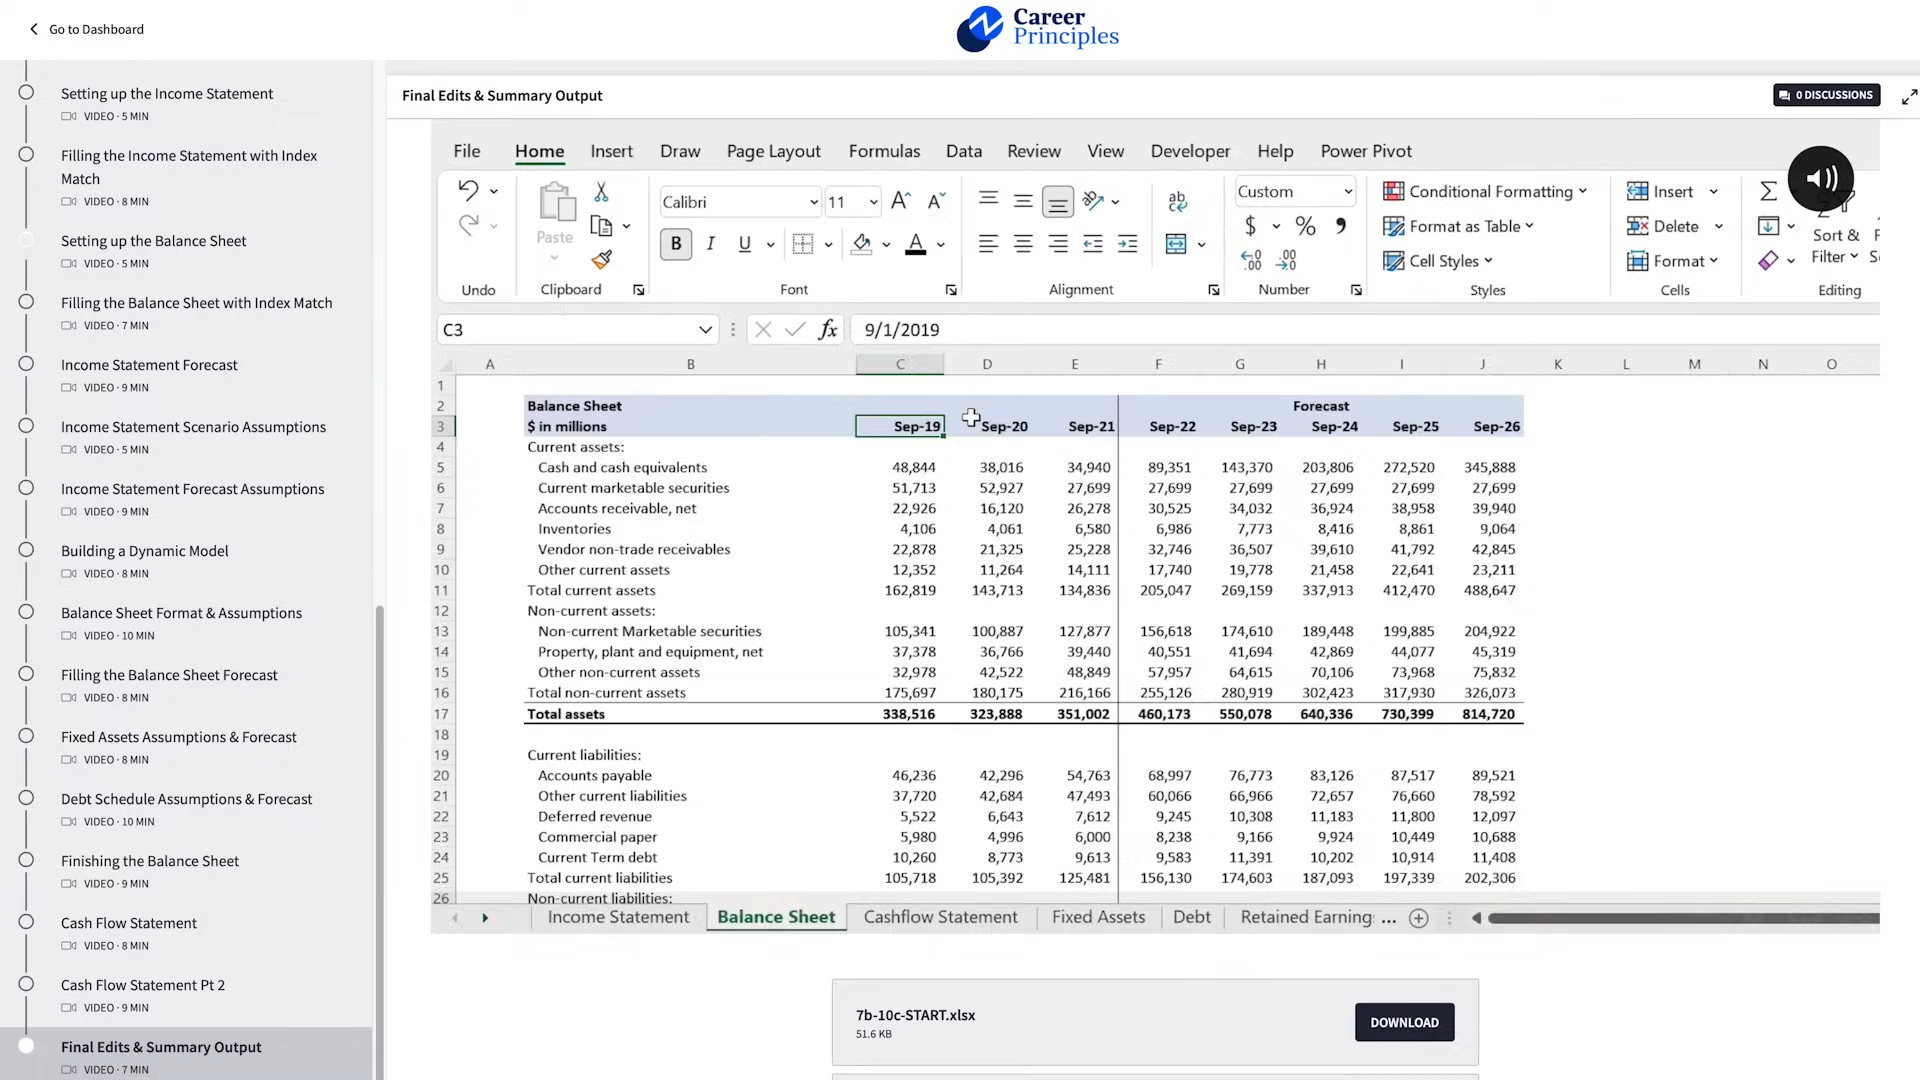 Go to Dashboard
Career
Principles
Setting up the Income Statement
VIDEO · 5 MIN
Filling the Income Statement with Index
Match
VIDEO · 8 MIN
Setting up the Balance Sheet
VIDEO · 5 MIN
Filling the Balance Sheet with Index Match
VIDEO · 7 MIN
Income Statement Forecast
VIDEO · 9 MIN
Income Statement Scenario Assumptions
VIDEO · 5 MIN
Income Statement Forecast Assumptions
VIDEO · 9 MIN
Building a Dynamic Model
VIDEO · 8 MIN
Balance Sheet Format & Assumptions
VIDEO · 10 MIN
Filling the Balance Sheet Forecast
VIDEO · 8 MIN
Fixed Assets Assumptions & Forecast
VIDEO · 8 MIN
Debt Schedule Assumptions & Forecast
VIDEO · 10 MIN
Finishing the Balance Sheet
VIDEO · 9 MIN
Cash Flow Statement
VIDEO · 8 MIN
Cash Flow Statement Pt 2
VIDEO · 9 MIN
Final Edits & Summary Output
VIDEO · 7 MIN
Final Edits & Summary Output
0 DISCUSSIONS
File Home Insert Draw Page Layout Formulas Data Review View Developer Help Power Pivot
Calibri 11 Custom Conditional Formatting Insert
Paste B I U A ab $ % Format as Table Delete Sort &
Cell Styles Format Filter
Undo Clipboard Font Alignment Number Styles Cells Editing
C3 fx 9/1/2019
A B C D E F G H I J K L M N O
1
2 Balance Sheet Forecast
3 $ in millions Sep-19 Sep-20 Sep-21 Sep-22 Sep-23 Sep-24 Sep-25 Sep-26
4 Current assets:
5 Cash and cash equivalents 48,844 38,016 34,940 89,351 143,370 203,806 272,520 345,888
6 Current marketable securities 51,713 52,927 27,699 27,699 27,699 27,699 27,699 27,699
7 Accounts receivable, net 22,926 16,120 26,278 30,525 34,032 36,924 38,958 39,940
8 Inventories 4,106 4,061 6,580 6,986 7,773 8,416 8,861 9,064
9 Vendor non-trade receivables 22,878 21,325 25,228 32,746 36,507 39,610 41,792 42,845
10 Other current assets 12,352 11,264 14,111 17,740 19,778 21,458 22,641 23,211
11 Total current assets 162,819 143,713 134,836 205,047 269,159 337,913 412,470 488,647
12 Non-current assets:
13 Non-current Marketable securities 105,341 100,887 127,877 156,618 174,610 189,448 199,885 204,922
14 Property, plant and equipment, net 37,378 36,766 39,440 40,551 41,694 42,869 44,077 45,319
15 Other non-current assets 32,978 42,522 48,849 57,957 64,615 70,106 73,968 75,832
16 Total non-current assets 175,697 180,175 216,166 255,126 280,919 302,423 317,930 326,073
17 Total assets 338,516 323,888 351,002 460,173 550,078 640,336 730,399 814,720
18
19 Current liabilities:
20 Accounts payable 46,236 42,296 54,763 68,997 76,773 83,126 87,517 89,521
21 Other current liabilities 37,720 42,684 47,493 60,066 66,966 72,657 76,660 78,592
22 Deferred revenue 5,522 6,643 7,612 9,245 10,308 11,183 11,800 12,097
23 Commercial paper 5,980 4,996 6,000 8,238 9,166 9,924 10,449 10,688
24 Current Term debt 10,260 8,773 9,613 9,583 11,391 10,202 10,914 11,408
25 Total current liabilities 105,718 105,392 125,481 156,130 174,603 187,093 197,339 202,306
26 Non-current liabilities:
Income Statement Balance Sheet Cashflow Statement Fixed Assets Debt Retained Earning ...
7b-10c-START.xlsx
51.6 KB
DOWNLOAD